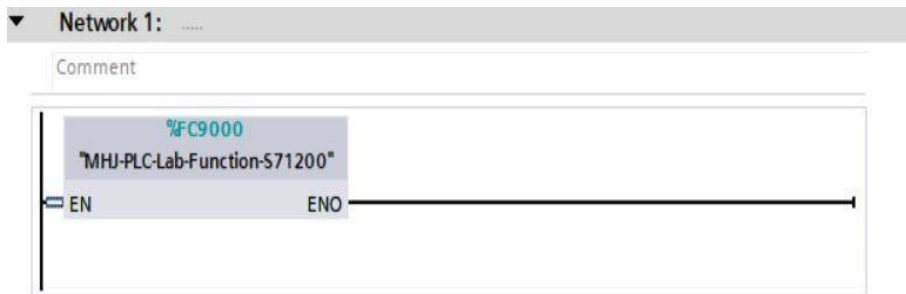 Network 1: .....
Comment
%FC9000
"MHJ-PLC-Lab-Function-S71200"
EN ENO